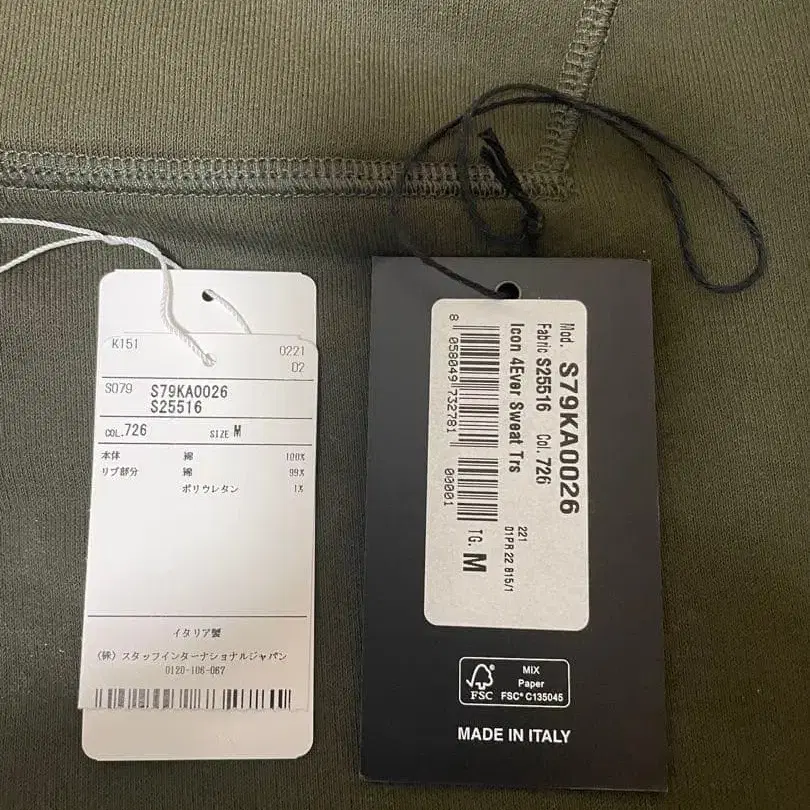 K151
0221
02
S079 S79KA0026
S25516
COL.726 SIZE M
本体 綿 100%
リブ部分 綿 99%
ポリウレタン 1%
イタリア製
(株)スタッフインターナショナルジャパン
0120-106-067
Mod. S79KA0026
Fabric S25516 Col. 726
Icon 4Ever Sweat Trs
8 058049 732781 00001
221
01PR 22 815/1
TG. M
FSC
MIX
Paper
FSC® C135045
MADE IN ITALY